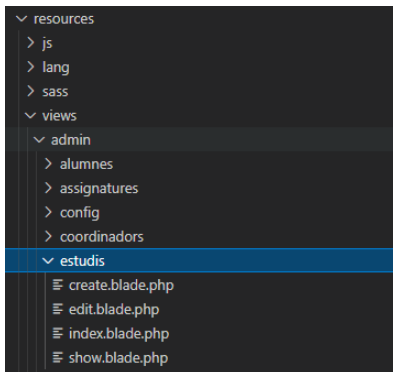 resources
js
lang
sass
views
admin
alumnes
assignatures
config
coordinadors
estudis
create.blade.php
edit.blade.php
index.blade.php
show.blade.php